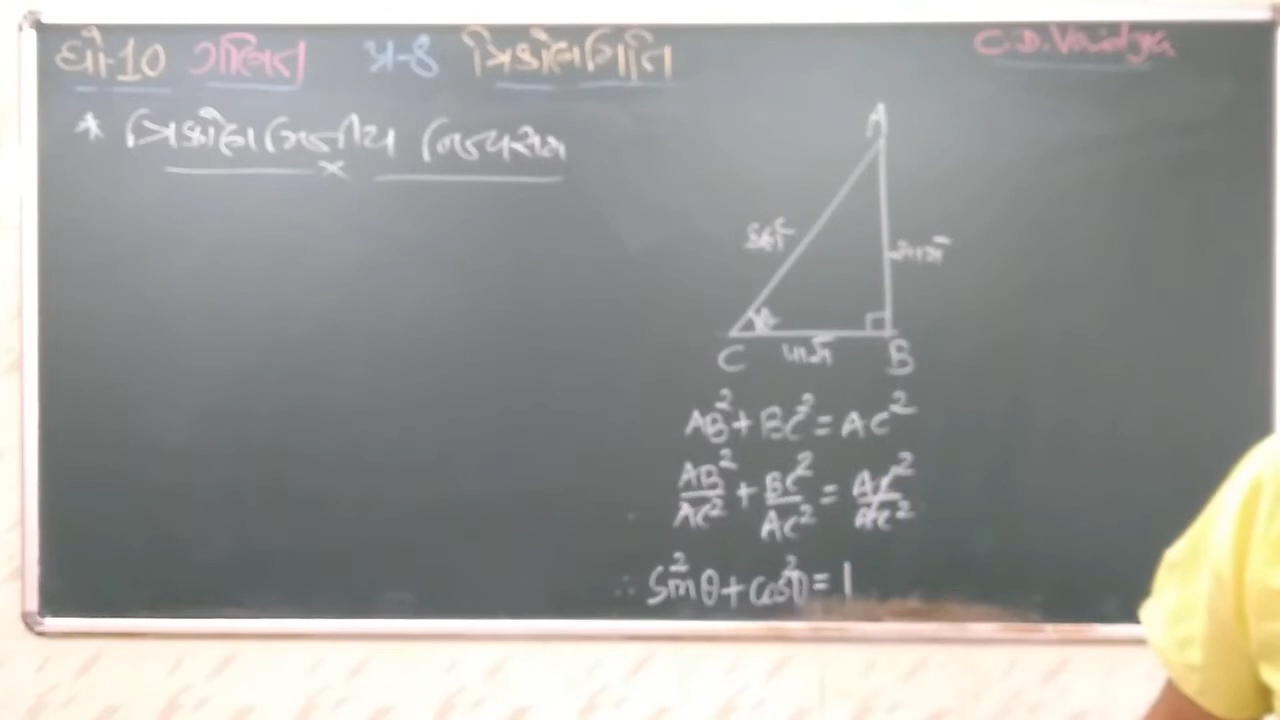 ધો-10 ગણિત પ્ર-8 ત્રિકોણમિતિ C.D.Vaidya
* ત્રિકોણમિતીય નિત્યસમ
A
કર્ણ
સામે
θ
પાસે
C B
AB² + BC² = AC²
AB²/AC² + BC²/AC² = AC²/AC²
∴ sin²θ + cos²θ = 1